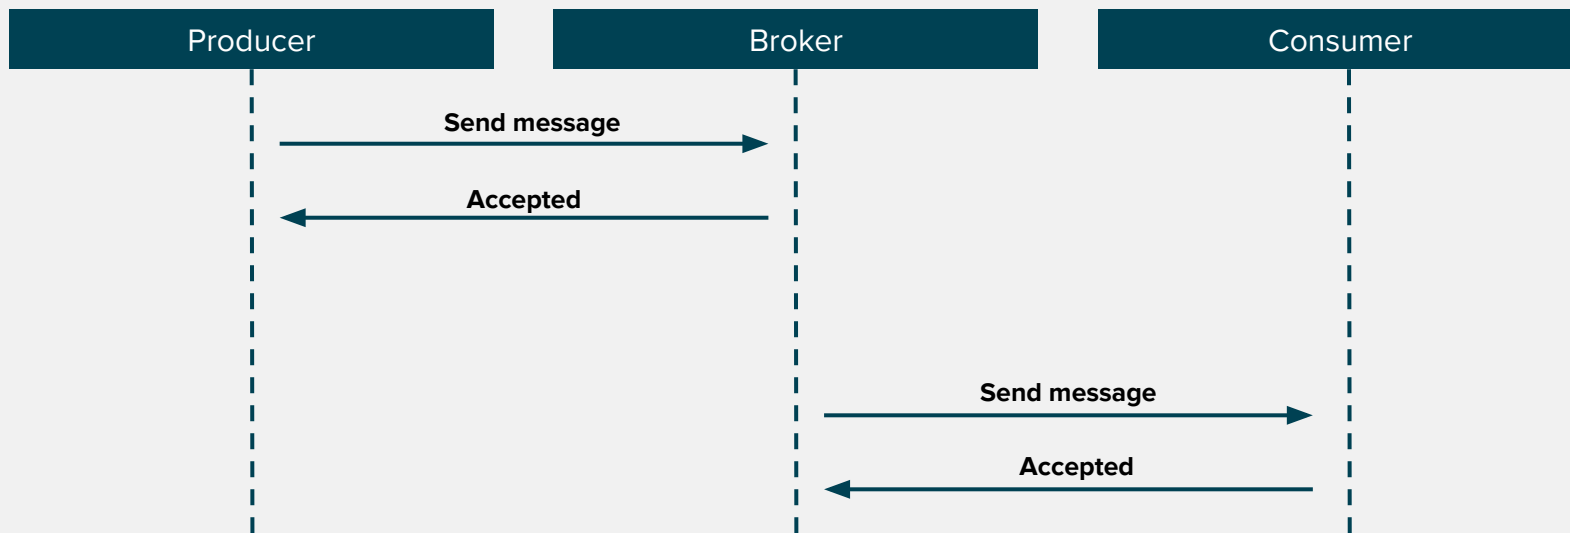 Producer
Broker
Consumer
Send message
Accepted
Send message
Accepted